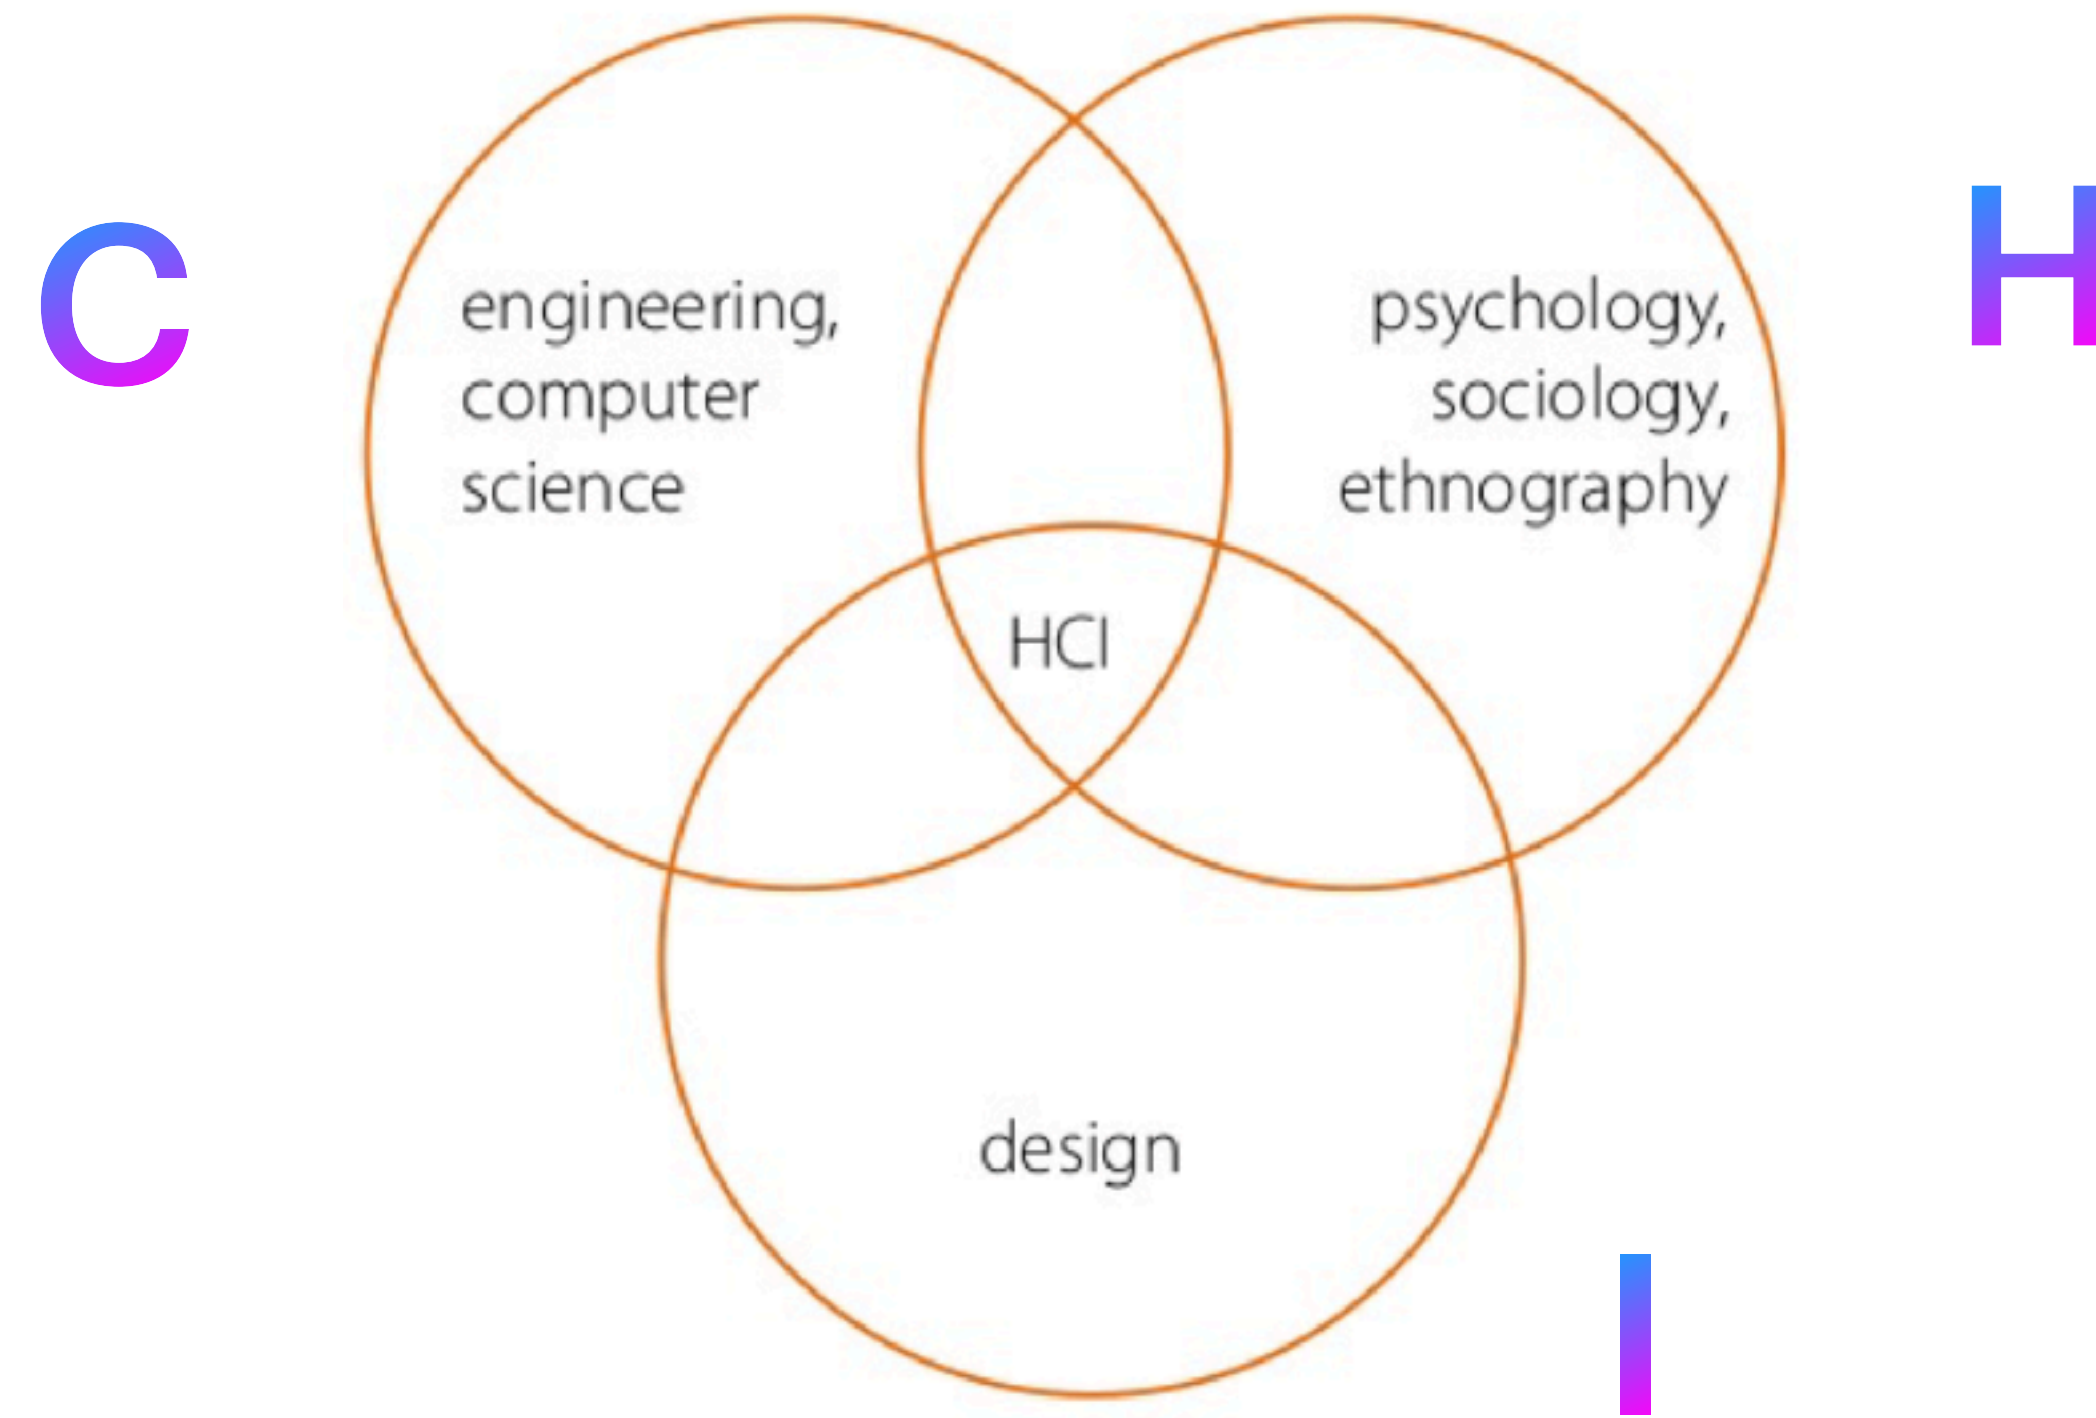 C
H
engineering,
computer
science
psychology,
sociology,
ethnography
HCI
design
I